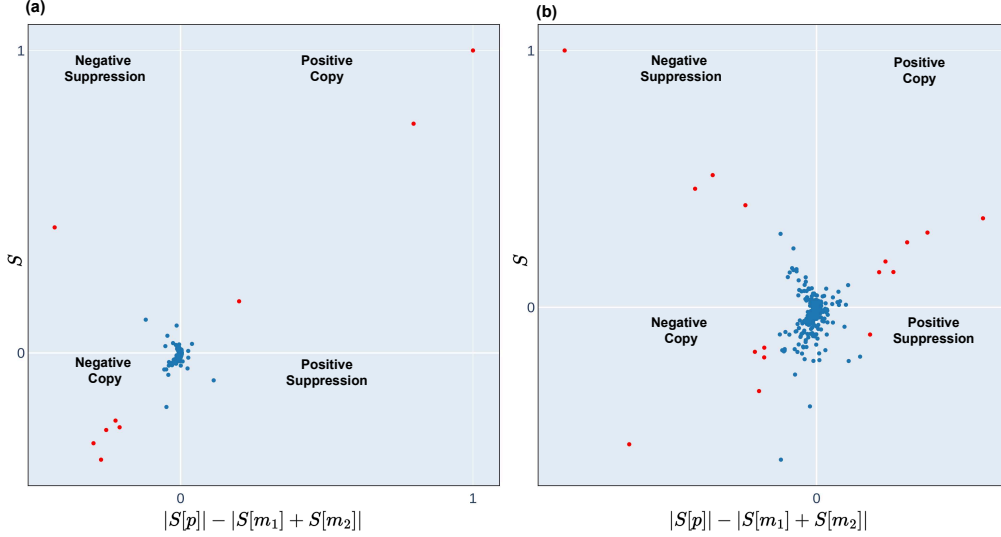 (a)
Negative
Suppression
Positive
Copy
Negative
Copy
Positive
Suppression
1
0
S
0
1
|S[p]| − |S[m₁] + S[m₂]|
(b)
Negative
Suppression
Positive
Copy
Negative
Copy
Positive
Suppression
1
0
S
0
|S[p]| − |S[m₁] + S[m₂]|